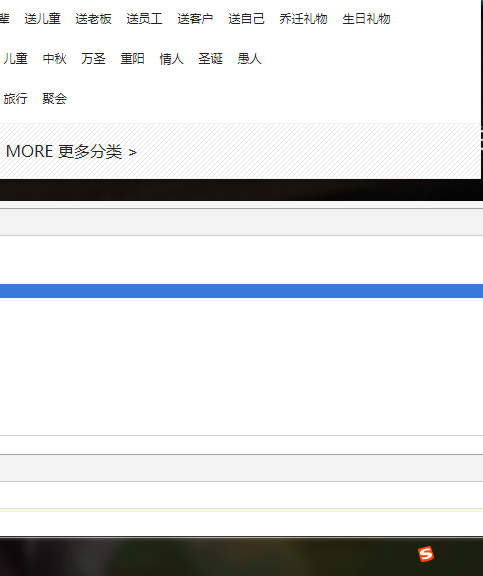 辈 送儿童 送老板 送员工 送客户 送自己 乔迁礼物 生日礼物
儿童 中秋 万圣 重阳 情人 圣诞 愚人
旅行 聚会
MORE 更多分类 >